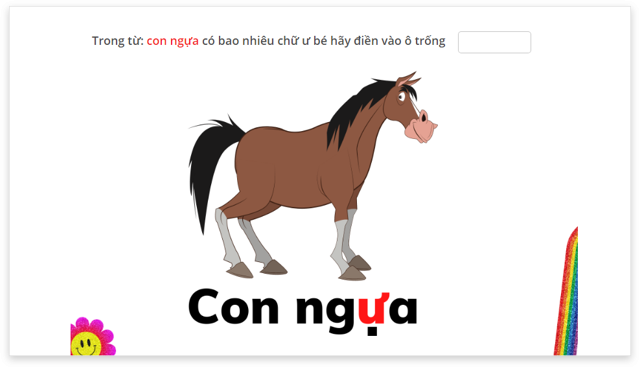 Trong từ: con ngựa có bao nhiêu chữ ư bé hãy điền vào ô trống
Con ngựa